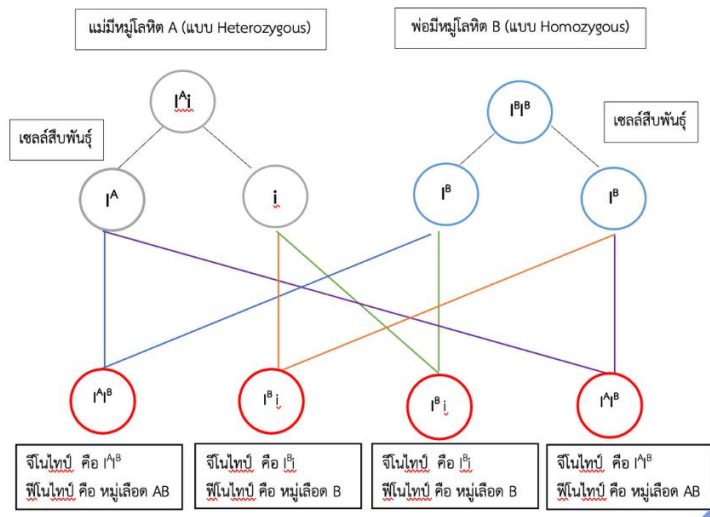 แม่มีหมู่โลหิต A (แบบ Heterozygous)
พ่อมีหมู่โลหิต B (แบบ Homozygous)
Iᴬi
IᴮIᴮ
เซลล์สืบพันธุ์
เซลล์สืบพันธุ์
Iᴬ
i
Iᴮ
Iᴮ
IᴬIᴮ
Iᴮ i
Iᴮ i
IᴬIᴮ
จีโนไทป์ คือ IᴬIᴮ
ฟีโนไทป์ คือ หมู่เลือด AB
จีโนไทป์ คือ Iᴮi
ฟีโนไทป์ คือ หมู่เลือด B
จีโนไทป์ คือ Iᴮi
ฟีโนไทป์ คือ หมู่เลือด B
จีโนไทป์ คือ IᴬIᴮ
ฟีโนไทป์ คือ หมู่เลือด AB